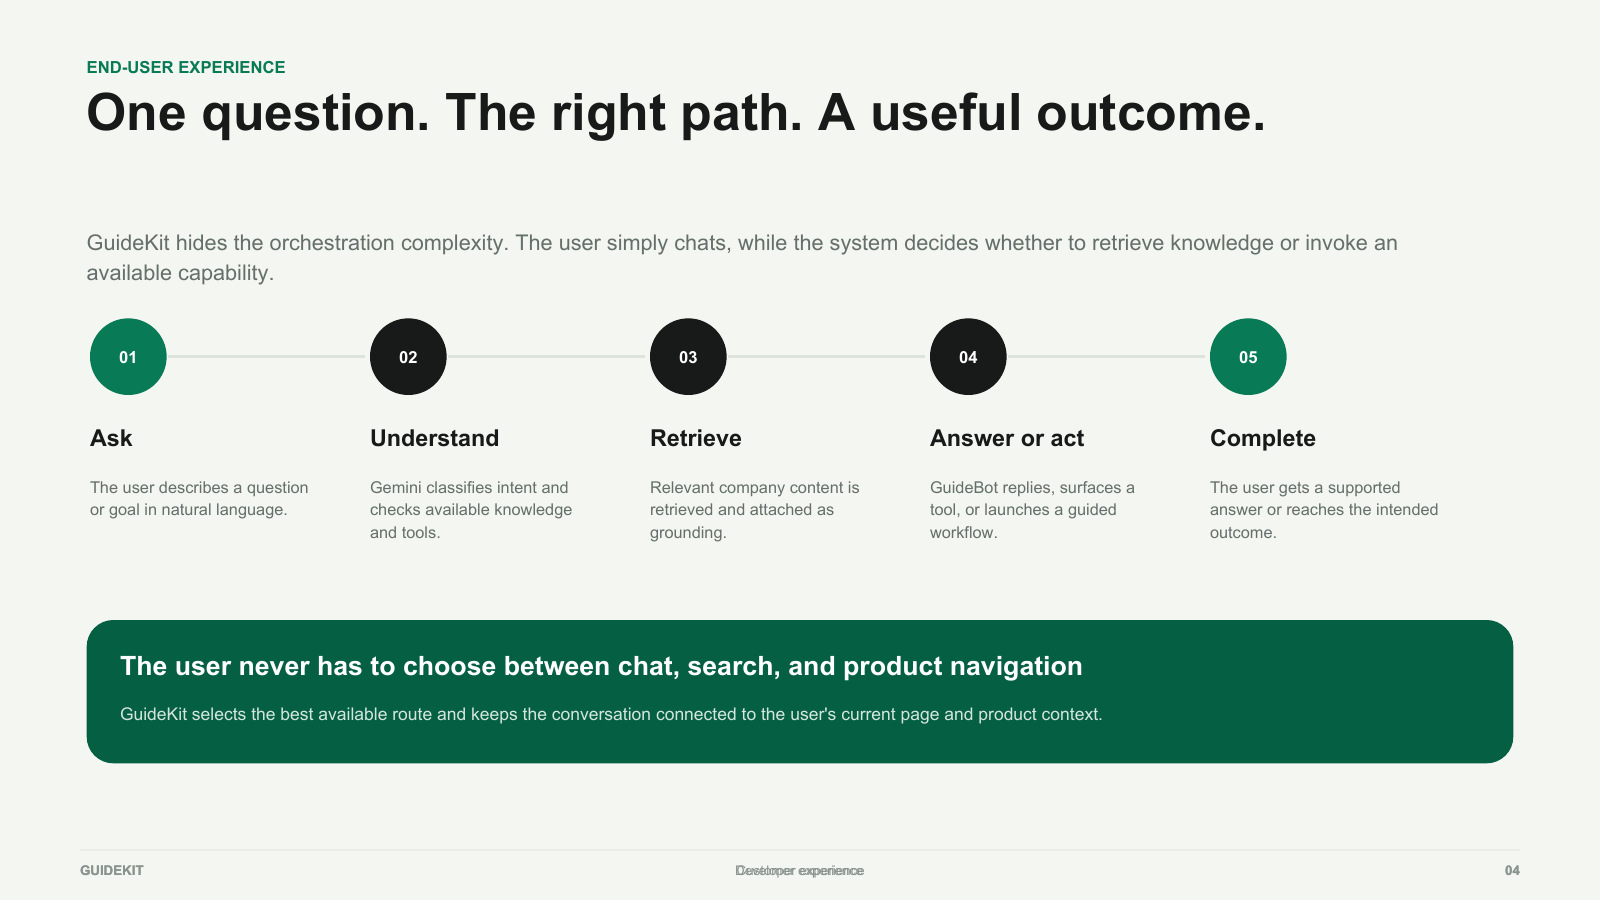 END-USER EXPERIENCE
One question. The right path. A useful outcome.
GuideKit hides the orchestration complexity. The user simply chats, while the system decides whether to retrieve knowledge or invoke an
available capability.
01
02
03
04
05
Ask
The user describes a question
or goal in natural language.
Understand
Gemini classifies intent and
checks available knowledge
and tools.
Retrieve
Relevant company content is
retrieved and attached as
grounding.
Answer or act
GuideBot replies, surfaces a
tool, or launches a guided
workflow.
Complete
The user gets a supported
answer or reaches the intended
outcome.
The user never has to choose between chat, search, and product navigation
GuideKit selects the best available route and keeps the conversation connected to the user's current page and product context.
GUIDEKIT
experience
04